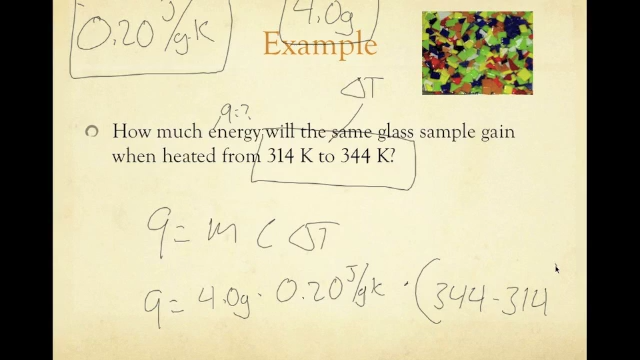 0.20 J/g.K
4.0g
Example
ΔT
q=?
How much energy will the same glass sample gain
when heated from 314 K to 344 K?
q = m C ΔT
q = 4.0g · 0.20 J/gK · (344-314